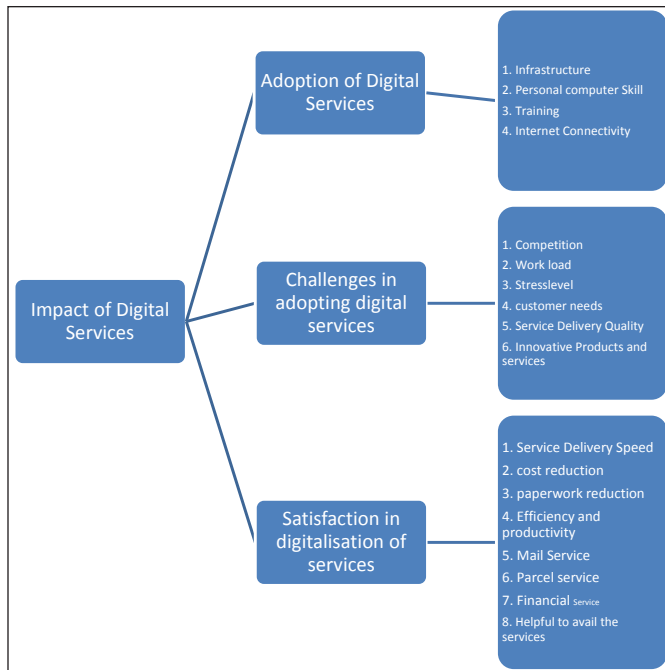 Impact of Digital
Services
Adoption of Digital
Services
1. Infrastructure
2. Personal computer Skill
3. Training
4. Internet Connectivity
Challenges in
adopting digital
services
1. Competition
2. Work load
3. Stresslevel
4. customer needs
5. Service Delivery Quality
6. Innovative Products and
services
Satisfaction in
digitalisation of
services
1. Service Delivery Speed
2. cost reduction
3. paperwork reduction
4. Efficiency and
productivity
5. Mail Service
6. Parcel service
7. Financial Service
8. Helpful to avail the
services